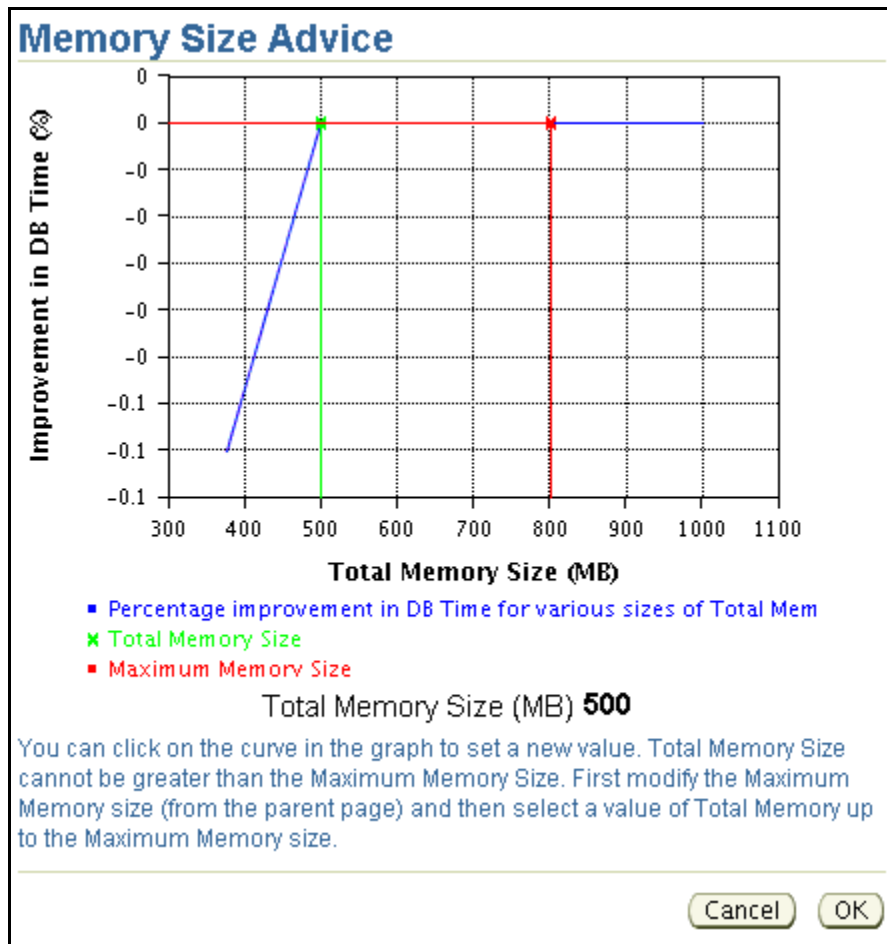 Memory Size Advice
Improvement in DB Time (%)
0
0
-0
-0
-0
-0
-0
-0.1
-0.1
-0.1
300 400 500 600 700 800 900 1000 1100
Total Memory Size (MB)
Percentage improvement in DB Time for various sizes of Total Mem
Total Memory Size
Maximum Memory Size
Total Memory Size (MB) 500
You can click on the curve in the graph to set a new value. Total Memory Size
cannot be greater than the Maximum Memory Size. First modify the Maximum
Memory size (from the parent page) and then select a value of Total Memory up
to the Maximum Memory size.
Cancel OK